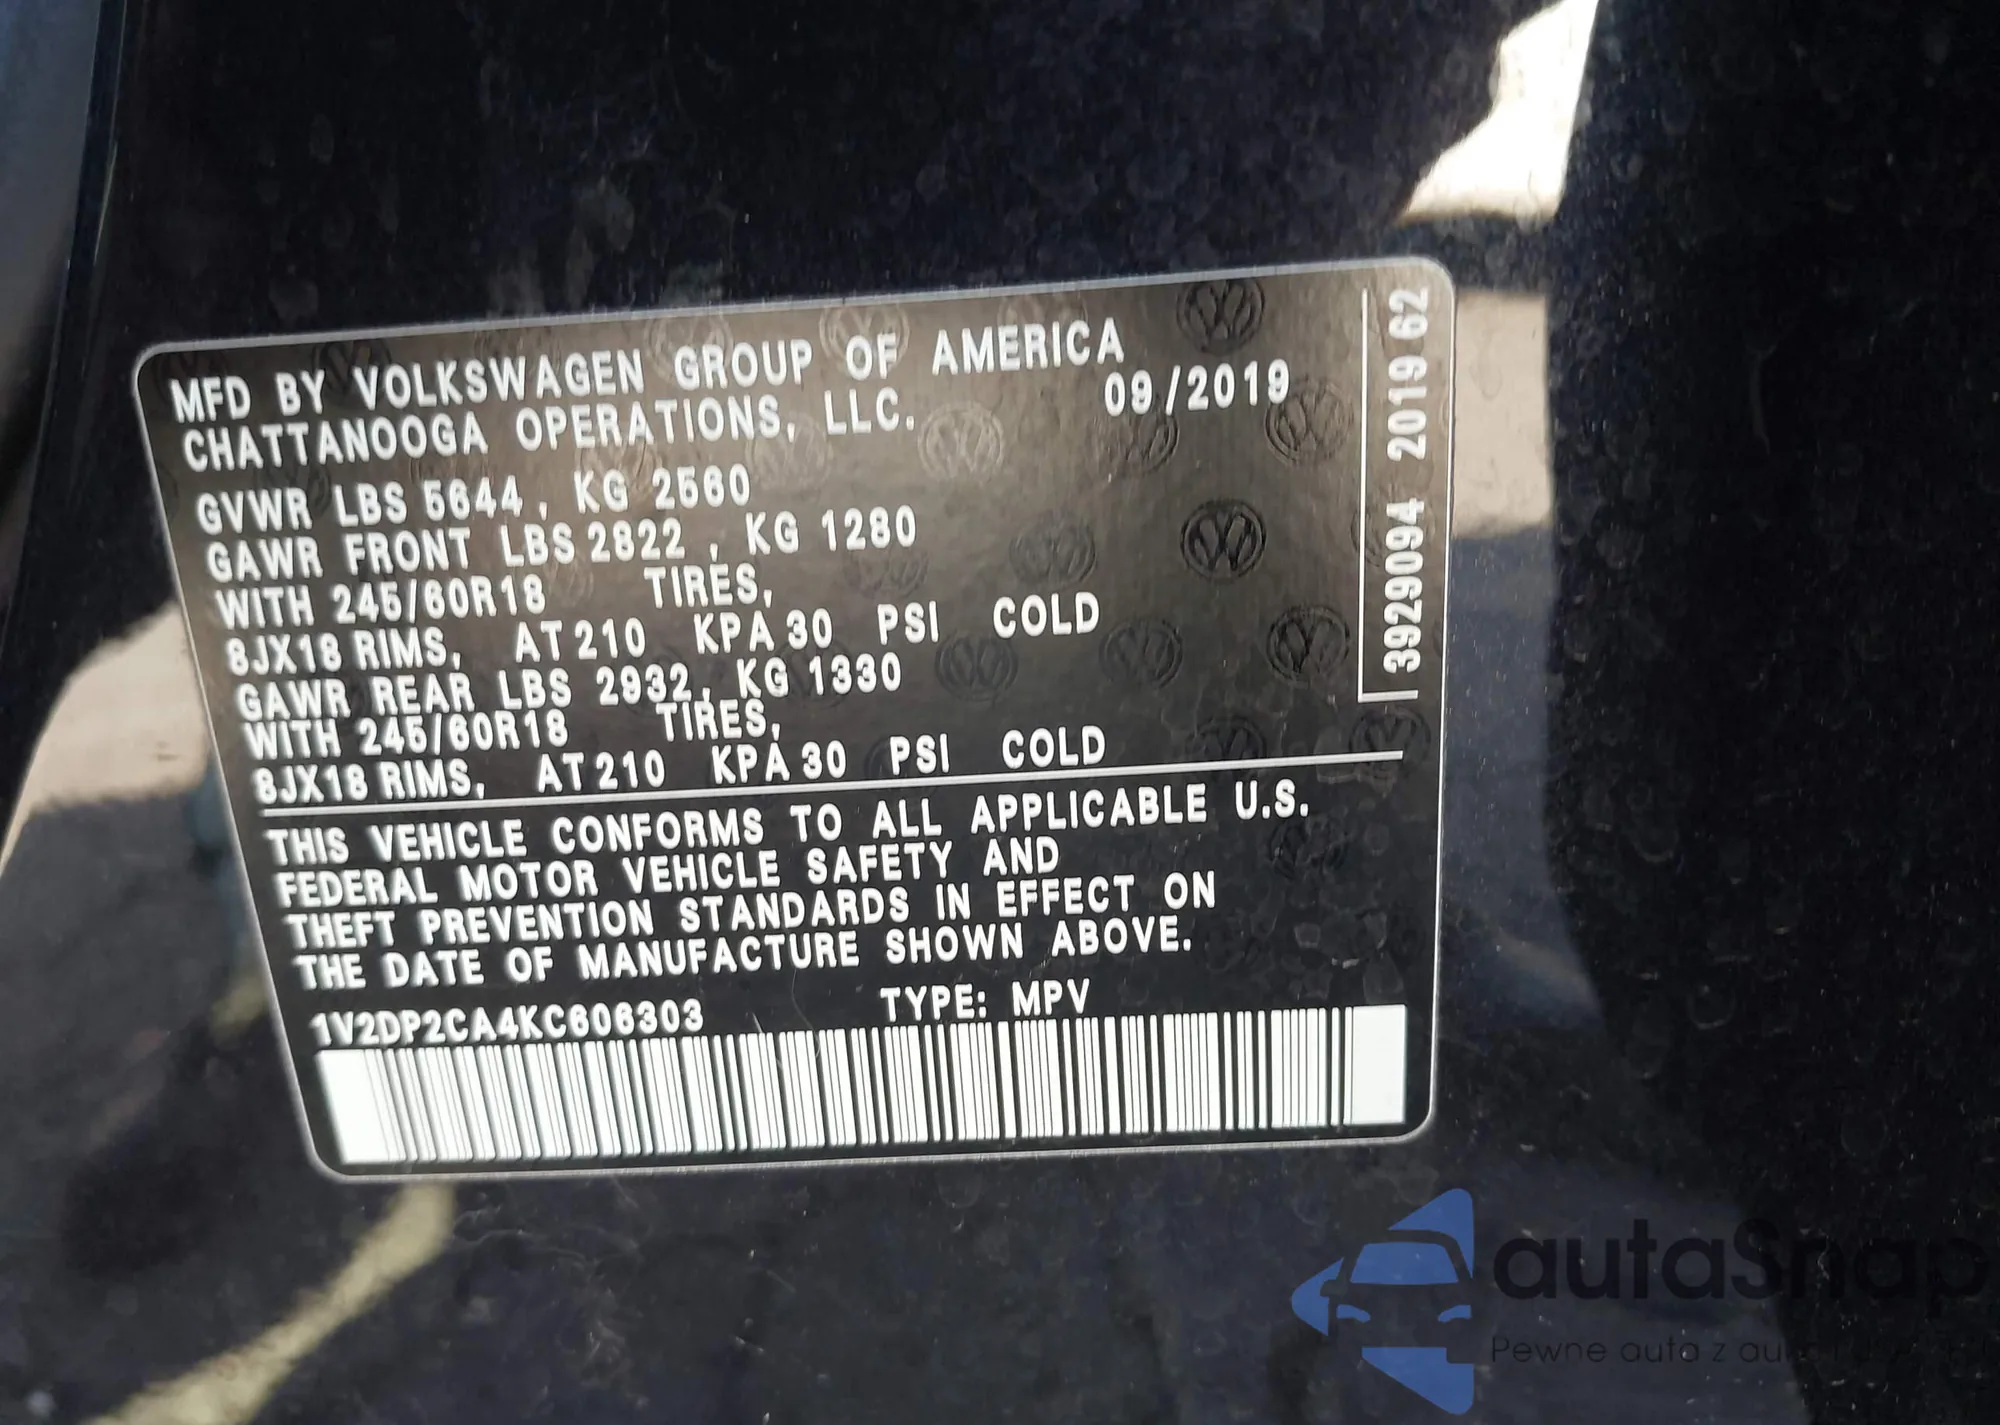 MFD BY VOLKSWAGEN GROUP OF AMERICA
CHATTANOOGA OPERATIONS, LLC. 09/2019
GVWR LBS 5644, KG 2560
GAWR FRONT LBS 2822, KG 1280
WITH 245/60R18 TIRES,
8JX18 RIMS, AT 210 KPA 30 PSI COLD
GAWR REAR LBS 2932, KG 1330
WITH 245/60R18 TIRES,
8JX18 RIMS, AT 210 KPA 30 PSI COLD
THIS VEHICLE CONFORMS TO ALL APPLICABLE U.S.
FEDERAL MOTOR VEHICLE SAFETY AND
THEFT PREVENTION STANDARDS IN EFFECT ON
THE DATE OF MANUFACTURE SHOWN ABOVE.
1V2DP2CA4KC606303 TYPE: MPV
3929094 2019 62
autaSnap
Pewne auta z